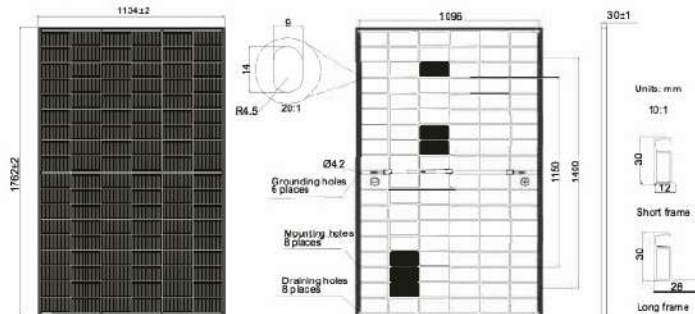 1134±2
1762±2
9
14
R4.5
20:1
1096
Ø4.2
Grounding holes
6 places
Mounting holes
8 places
Draining holes
8 places
1150
1400
30±1
Units: mm
10:1
30
12
Short frame
30
28
Long frame